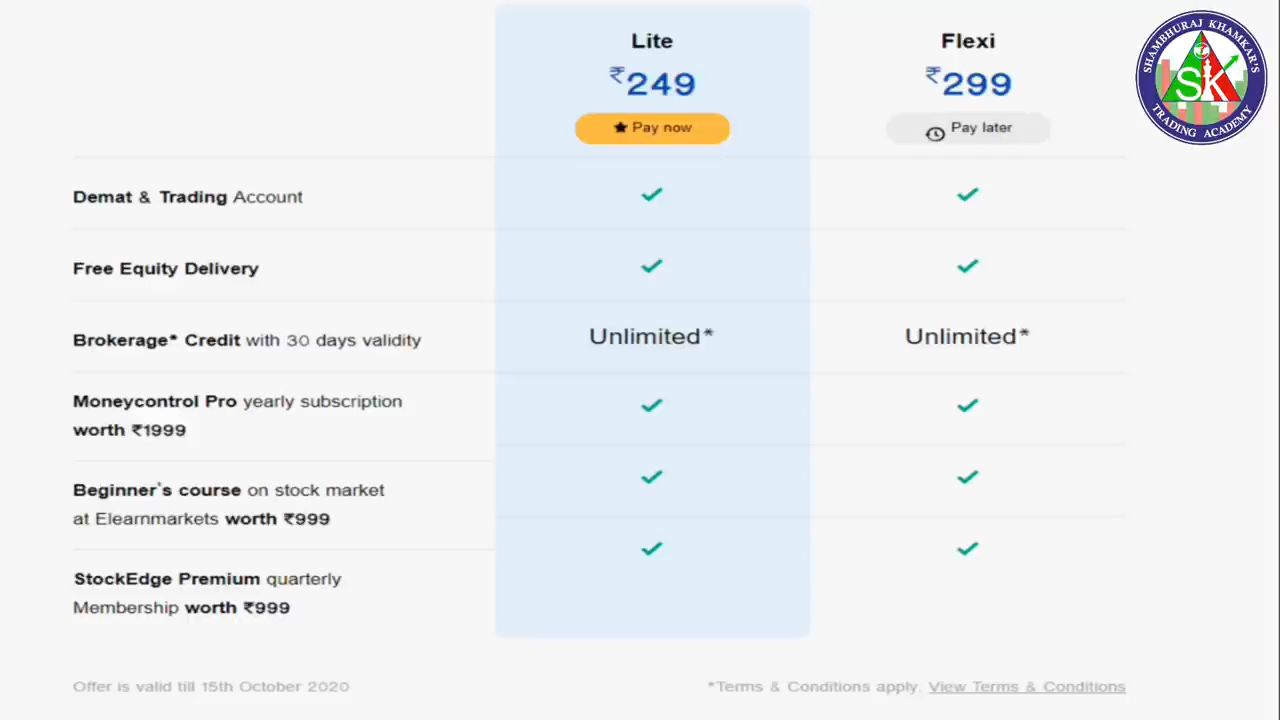 Lite
Flexi
₹249
₹299
Pay now
Pay later
Demat & Trading Account
Free Equity Delivery
Brokerage* Credit with 30 days validity
Unlimited*
Unlimited*
Moneycontrol Pro yearly subscription
worth ₹1999
Beginner's course on stock market
at Elearnmarkets worth ₹999
StockEdge Premium quarterly
Membership worth ₹999
Offer is valid till 15th October 2020
*Terms & Conditions apply. View Terms & Conditions
SHAMBHURAJ KHAMKAR'S
SK
TRADING ACADEMY